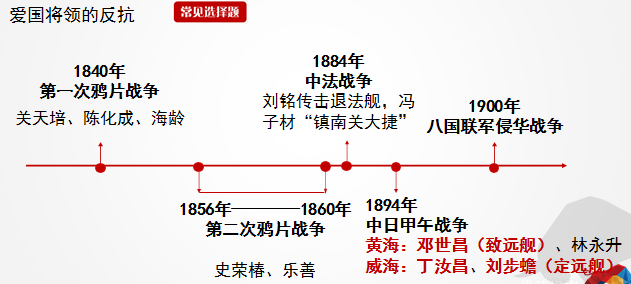 爱国将领的反抗
常见选择题
1840年
第一次鸦片战争
关天培、陈化成、海龄
1884年
中法战争
刘铭传击退法舰，冯
子材“镇南关大捷”
1900年
八国联军侵华战争
1856年————1860年
第二次鸦片战争
史荣椿、乐善
1894年
中日甲午战争
黄海：邓世昌（致远舰）、林永升
威海：丁汝昌、刘步蟾（定远舰）